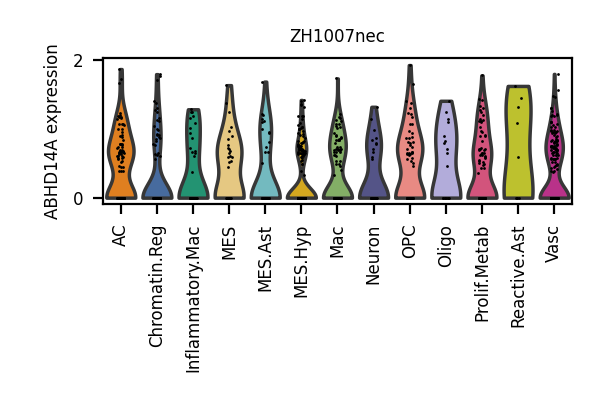 ZH1007nec
ABHD14A expression
2
0
AC
Chromatin.Reg
Inflammatory.Mac
MES
MES.Ast
MES.Hyp
Mac
Neuron
OPC
Oligo
Prolif.Metab
Reactive.Ast
Vasc